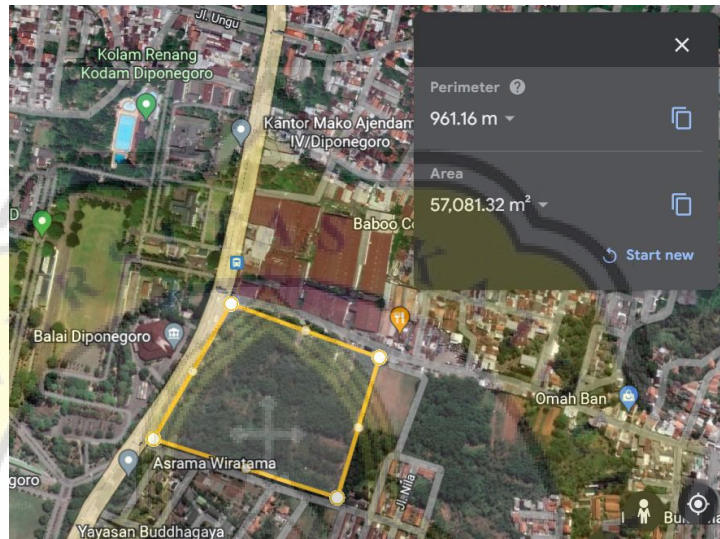 Jl. Ungu
Kolam Renang
Kodam Diponegoro
Kantor Mako Ajendam
IV/Diponegoro
Perimeter
961.16 m
Area
57,081.32 m²
Start new
D
Baboo Co
Balai Diponegoro
Omah Ban
Asrama Wiratama
goro
Jl. Nila
Yayasan Buddhagaya